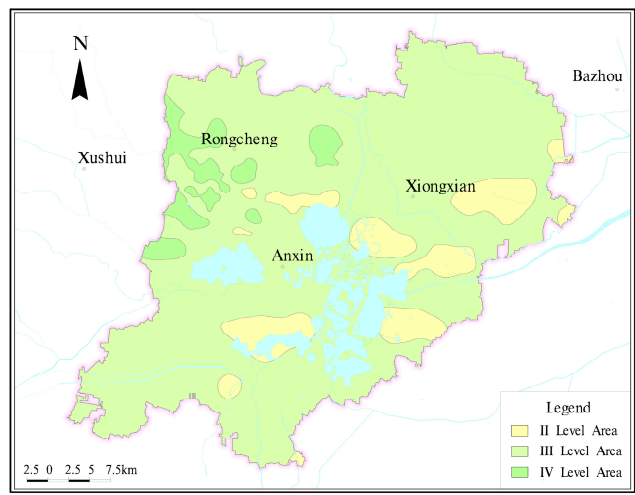 N
Bazhou
Rongcheng
Xushui
Xiongxian
Anxin
Legend
II Level Area
III Level Area
IV Level Area
2.5 0 2.5 5 7.5km